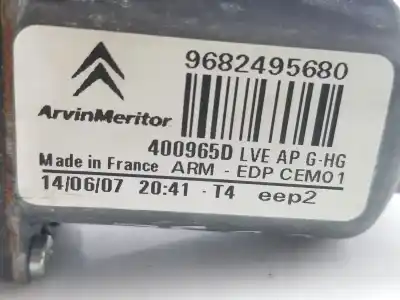 9682495680
ArvinMeritor
400965D LVE AP G-HG
Made in France ARM - EDP CEM01
14/06/07 20:41 - T4 eep2